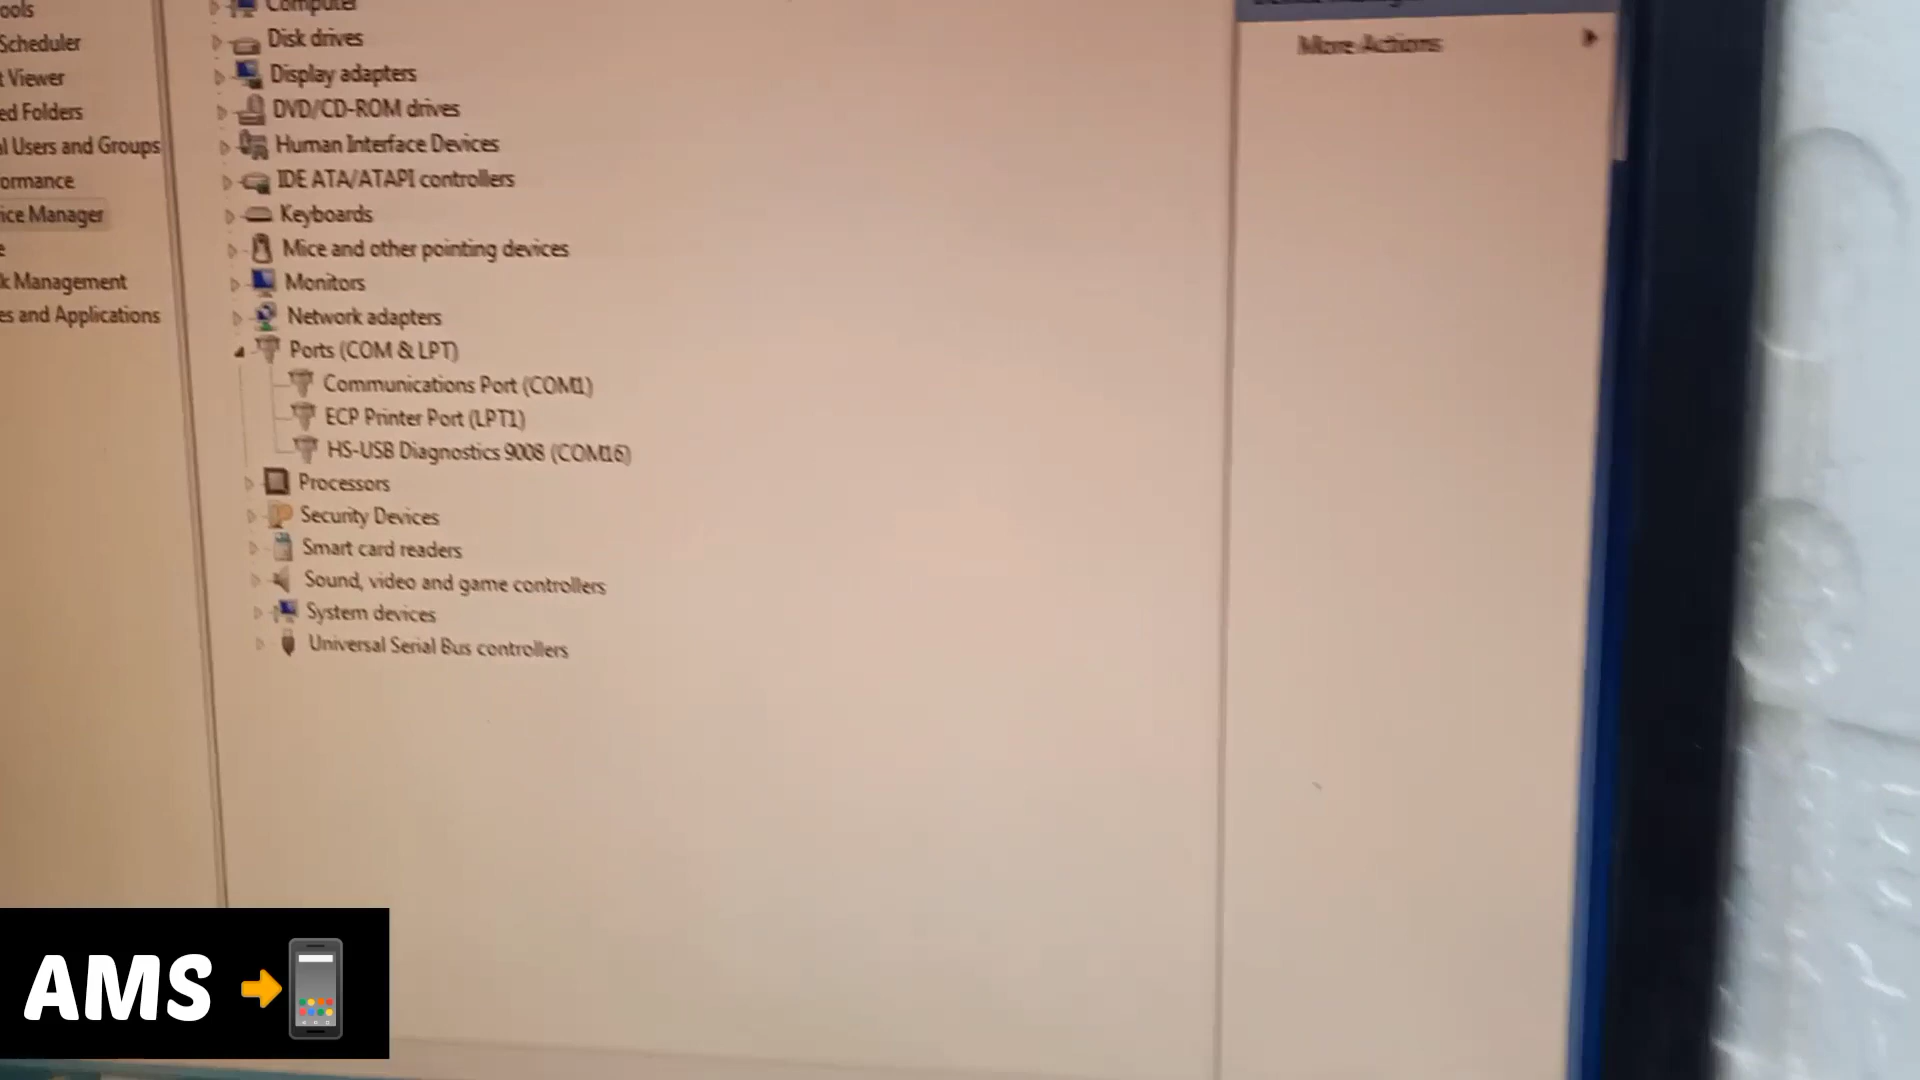 ools
Scheduler
t Viewer
ed Folders
l Users and Groups
ormance
ice Manager
e
k Management
es and Applications
Computer
Disk drives
Display adapters
DVD/CD-ROM drives
Human Interface Devices
IDE ATA/ATAPI controllers
Keyboards
Mice and other pointing devices
Monitors
Network adapters
Ports (COM & LPT)
Communications Port (COM1)
ECP Printer Port (LPT1)
HS-USB Diagnostics 9008 (COM16)
Processors
Security Devices
Smart card readers
Sound, video and game controllers
System devices
Universal Serial Bus controllers
More Actions
AMS